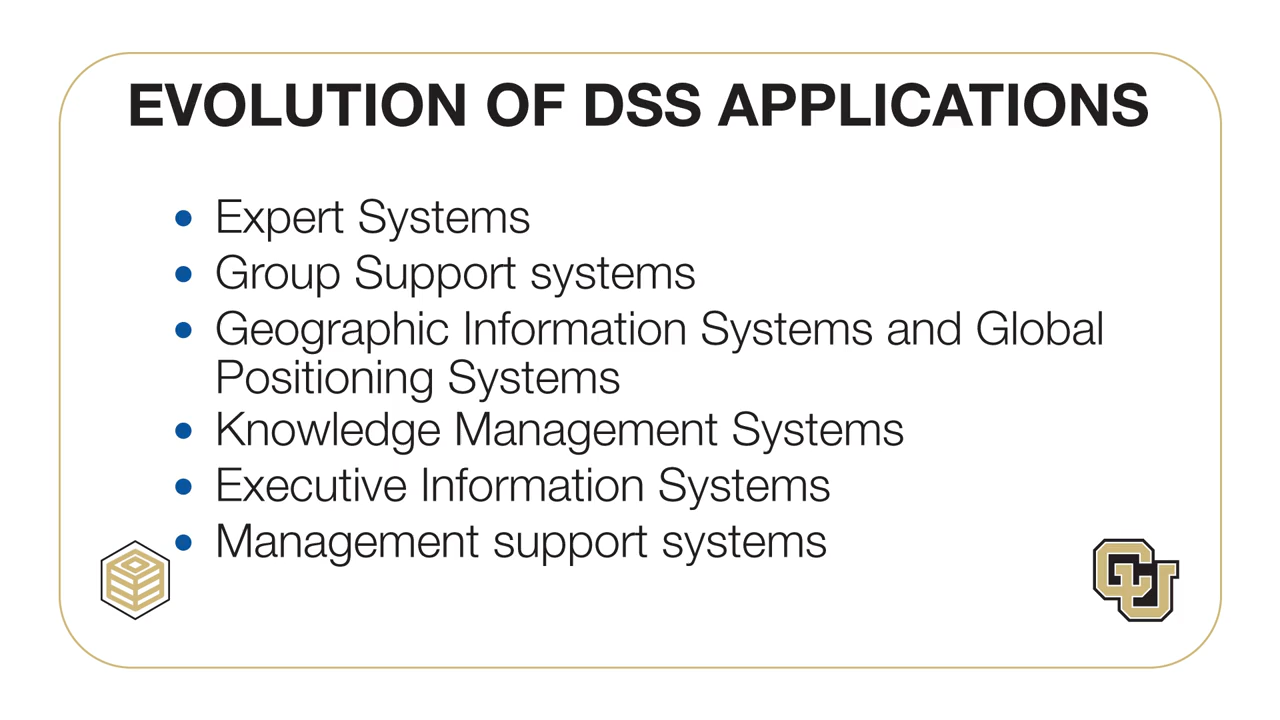 EVOLUTION OF DSS APPLICATIONS
• Expert Systems
• Group Support systems
• Geographic Information Systems and Global
Positioning Systems
• Knowledge Management Systems
• Executive Information Systems
• Management support systems
CU